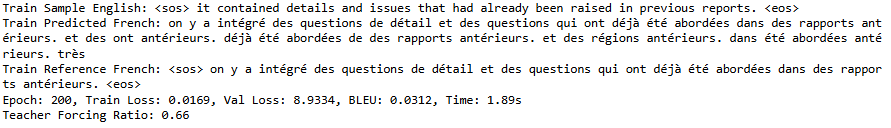 Train Sample English: <sos> it contained details and issues that had already been raised in previous reports. <eos>
Train Predicted French: on y a intégré des questions de détail et des questions qui ont déjà été abordées dans des rapports ant
érieurs. et des ont antérieurs. déjà été abordées de des rapports antérieurs. et des régions antérieurs. dans été abordées anté
rieurs. très
Train Reference French: <sos> on y a intégré des questions de détail et des questions qui ont déjà été abordées dans des rappor
ts antérieurs. <eos>
Epoch: 200, Train Loss: 0.0169, Val Loss: 8.9334, BLEU: 0.0312, Time: 1.89s
Teacher Forcing Ratio: 0.66